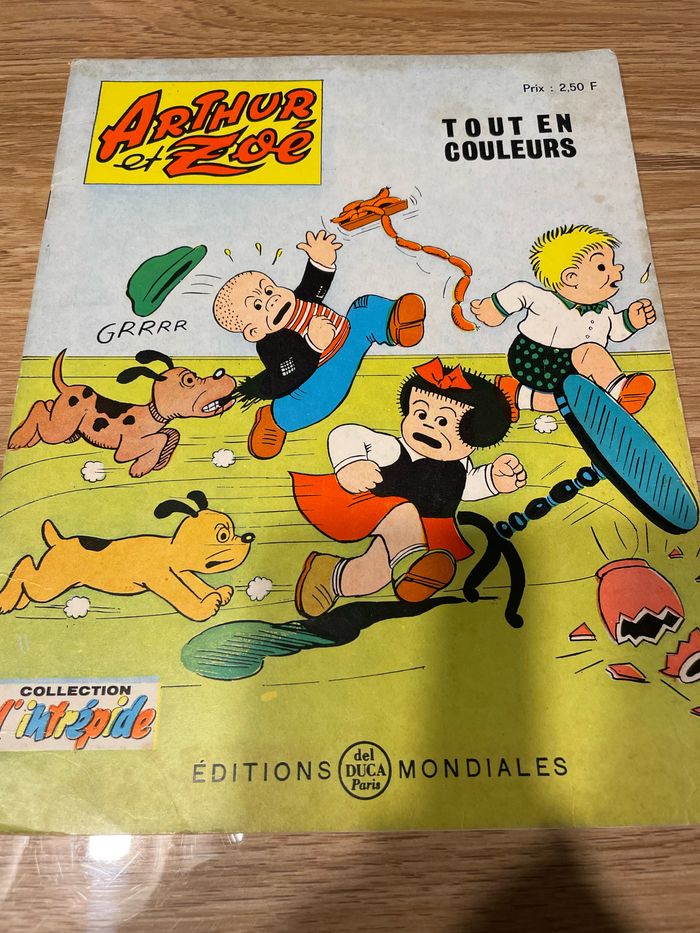 ARTHUR
et Zoé
Prix : 2,50 F
TOUT EN
COULEURS
GRRRR
COLLECTION
l'intrépide
ÉDITIONS del DUCA Paris MONDIALES